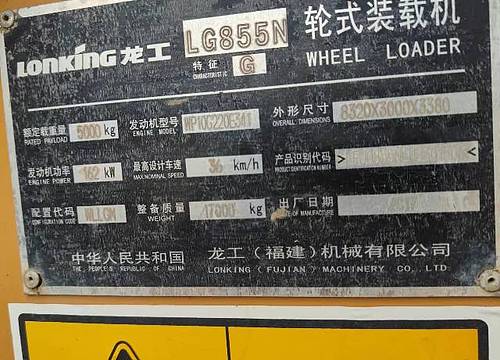 LONKING 龙工 LG855N 轮式装载机
特征 G WHEEL LOADER
CHARACTERISTIC
额定载重量 5000 kg 发动机型号 WP10G220E341 外形尺寸 8320X3000X3380
RATED PAYLOAD ENGINE MODEL OVERALL DIMENSIONS
发动机功率 162 kW 最高设计车速 36 km/h 产品识别代码 > <
ENGINE POWER MAX.NOMINAL SPEED PRODUCT IDENTIFICATION NUMBER
配置代码 整备质量 17000 kg 出厂日期
CONFIGURATION CODE WEIGHT DATE OF MANUFACTURE
中华人民共和国 龙工（福建）机械有限公司
THE PEOPLE'S REPUBLIC OF CHINA LONKING (FUJIAN) MACHINERY CO., LTD.